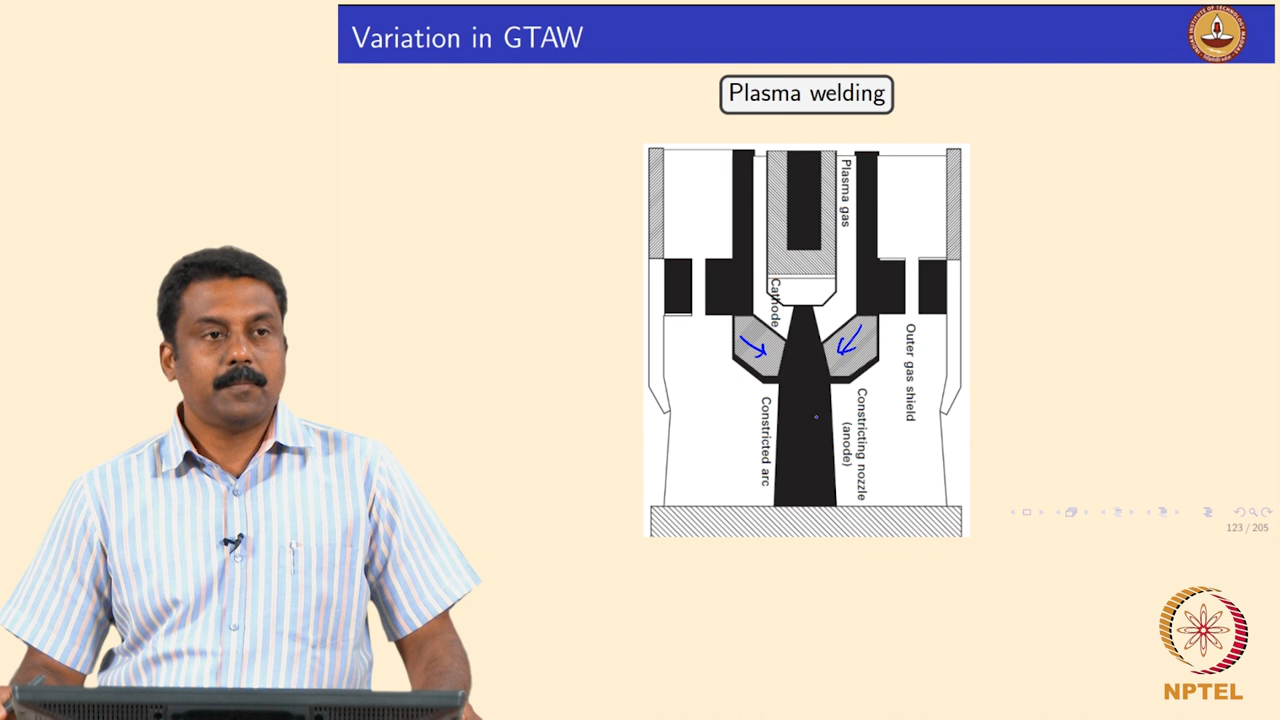 Variation in GTAW
Plasma welding
Plasma gas
Cathode
Outer gas shield
Constricted arc
Constricting nozzle
(anode)
123 / 205
NPTEL